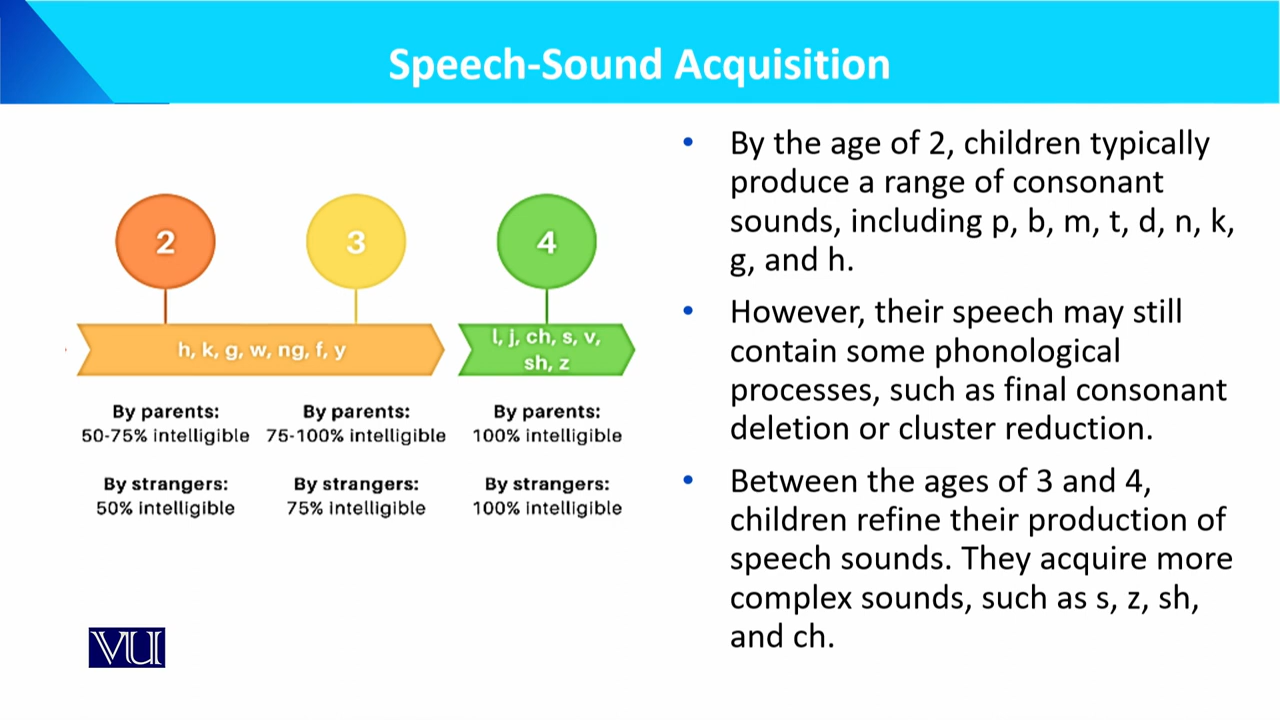 Speech-Sound Acquisition
2
3
4
h, k, g, w, ng, f, y
l, j, ch, s, v,
sh, z
By parents:
50-75% intelligible
By parents:
75-100% intelligible
By parents:
100% intelligible
By strangers:
50% intelligible
By strangers:
75% intelligible
By strangers:
100% intelligible
VU
• By the age of 2, children typically
produce a range of consonant
sounds, including p, b, m, t, d, n, k,
g, and h.
• However, their speech may still
contain some phonological
processes, such as final consonant
deletion or cluster reduction.
• Between the ages of 3 and 4,
children refine their production of
speech sounds. They acquire more
complex sounds, such as s, z, sh,
and ch.